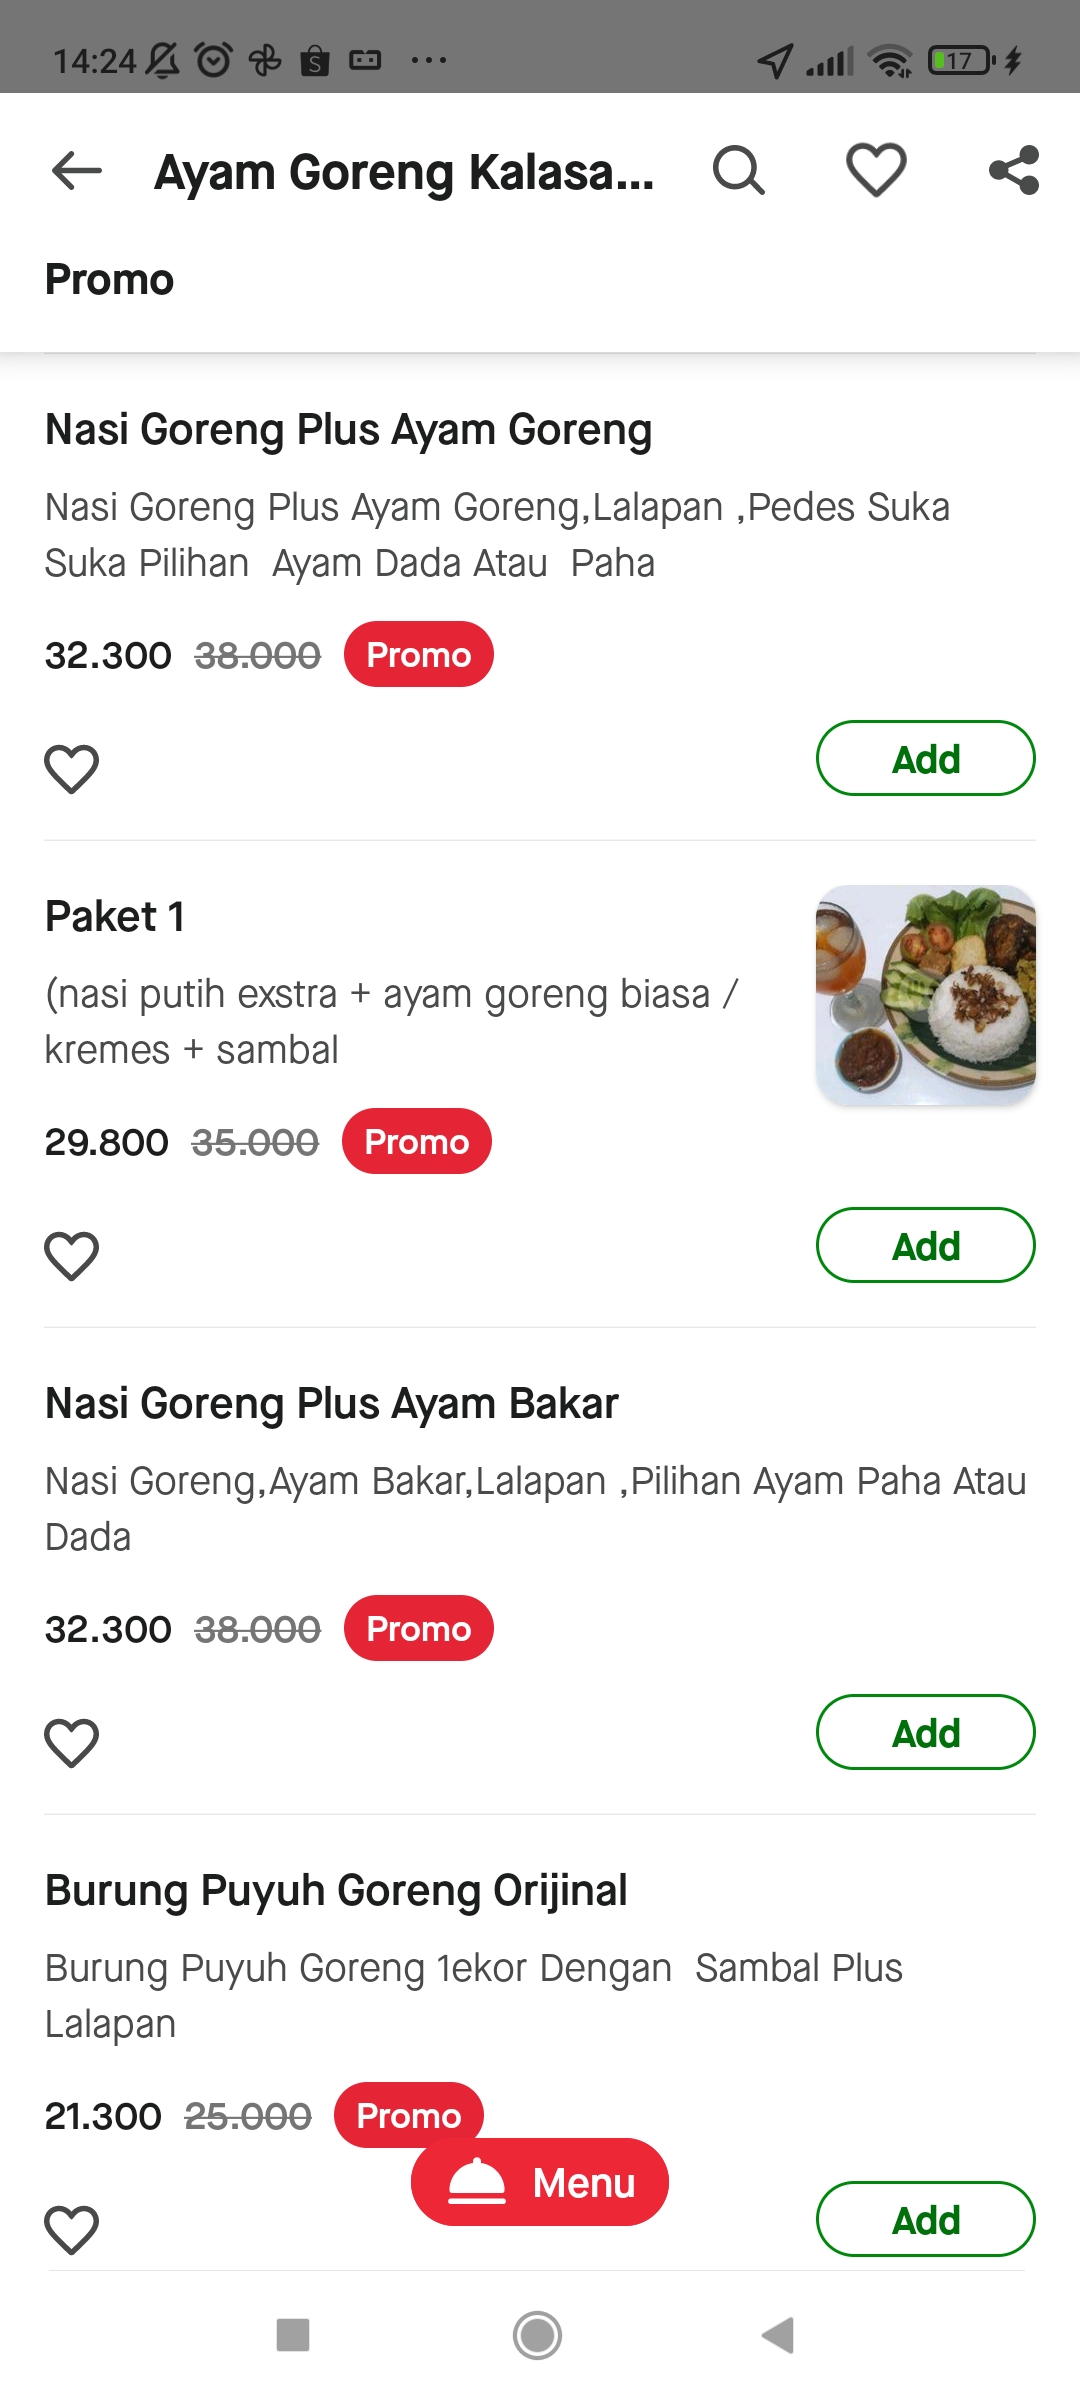 14:24
17
Ayam Goreng Kalasa...
Promo
Nasi Goreng Plus Ayam Goreng
Nasi Goreng Plus Ayam Goreng,Lalapan ,Pedes Suka
Suka Pilihan  Ayam Dada Atau  Paha
32.300 38.000 Promo
Add
Paket 1
(nasi putih exstra + ayam goreng biasa /
kremes + sambal
29.800 35.000 Promo
Add
Nasi Goreng Plus Ayam Bakar
Nasi Goreng,Ayam Bakar,Lalapan ,Pilihan Ayam Paha Atau
Dada
32.300 38.000 Promo
Add
Burung Puyuh Goreng Orijinal
Burung Puyuh Goreng 1ekor Dengan  Sambal Plus
Lalapan
21.300 25.000 Promo
Menu
Add